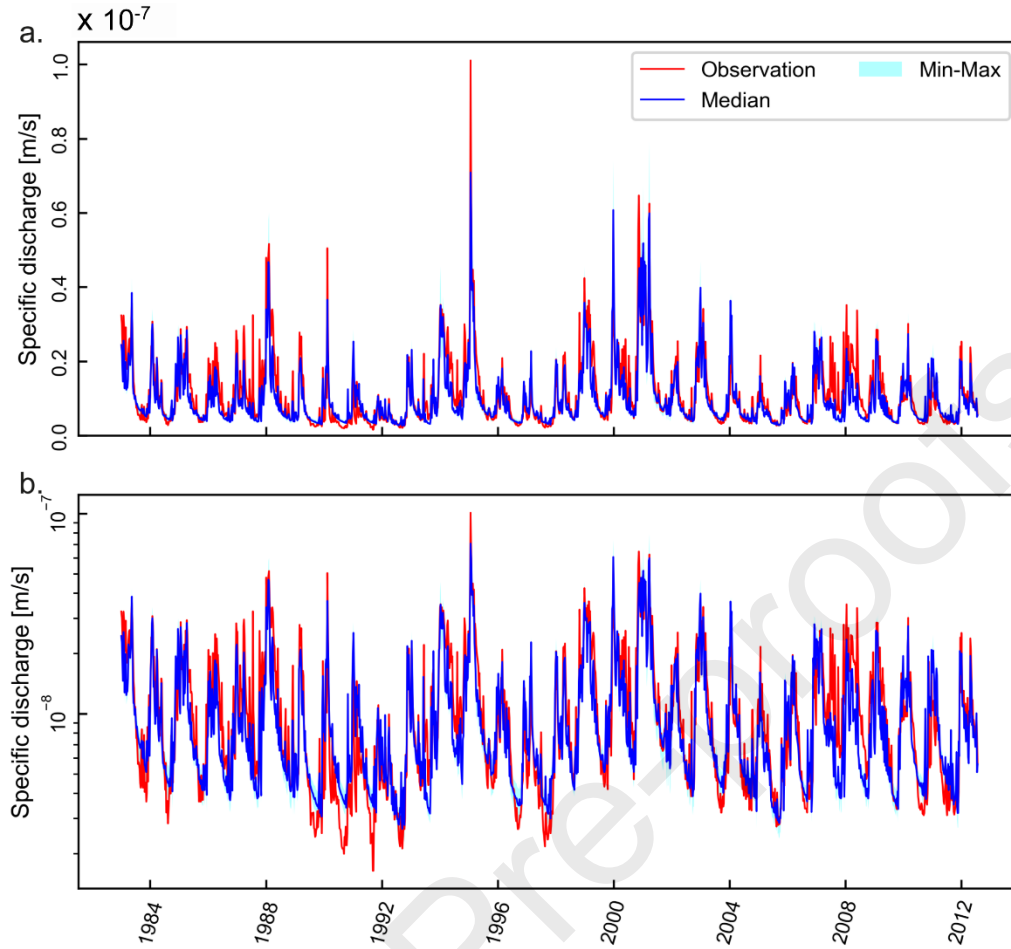 x 10-7
a.
Observation
Median
Min-Max
Specific discharge [m/s]
1.0
0.8
0.6
0.4
0.2
0.0
b.
Specific discharge [m/s]
10-7
10-8
1984
1988
1992
1996
2000
2004
2008
2012
Pre-proofs